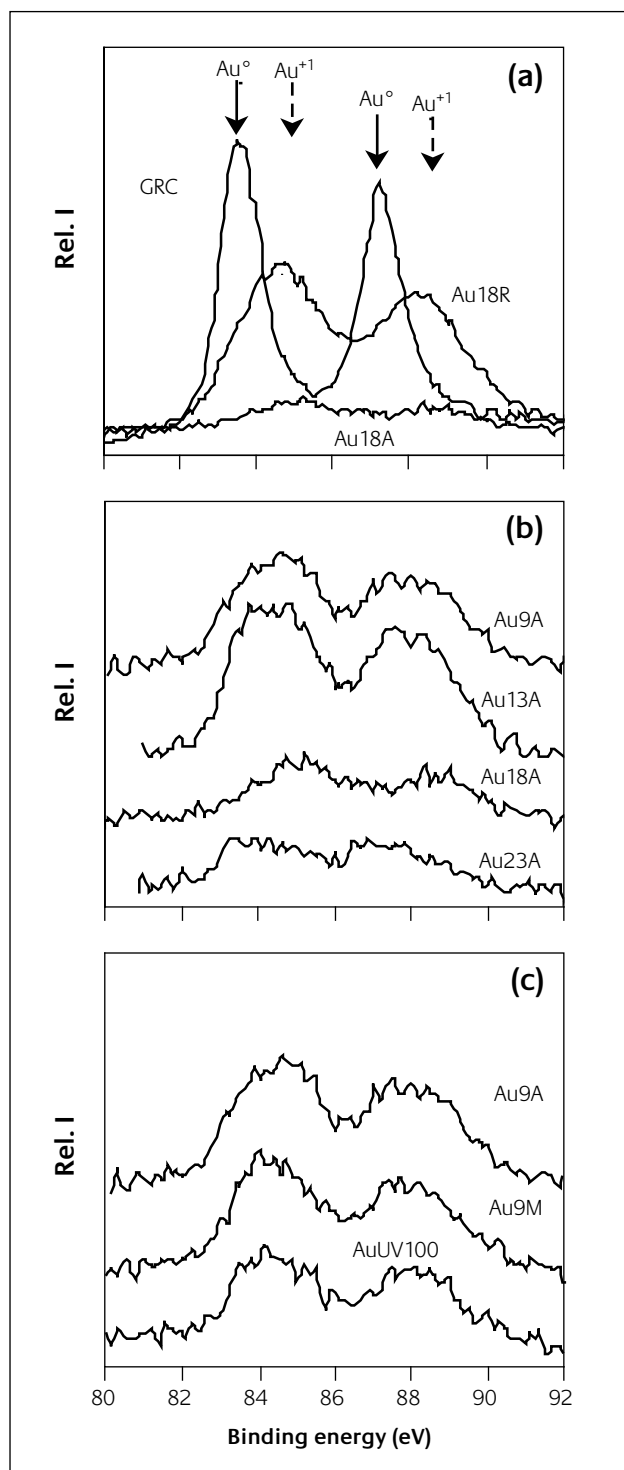 (a)
Au° Au+1 Au° Au+1
GRC
Au18R
Au18A
Rel. I
(b)
Au9A
Au13A
Au18A
Au23A
Rel. I
(c)
Au9A
Au9M
AuUV100
Rel. I
80 82 84 86 88 90 92
Binding energy (eV)